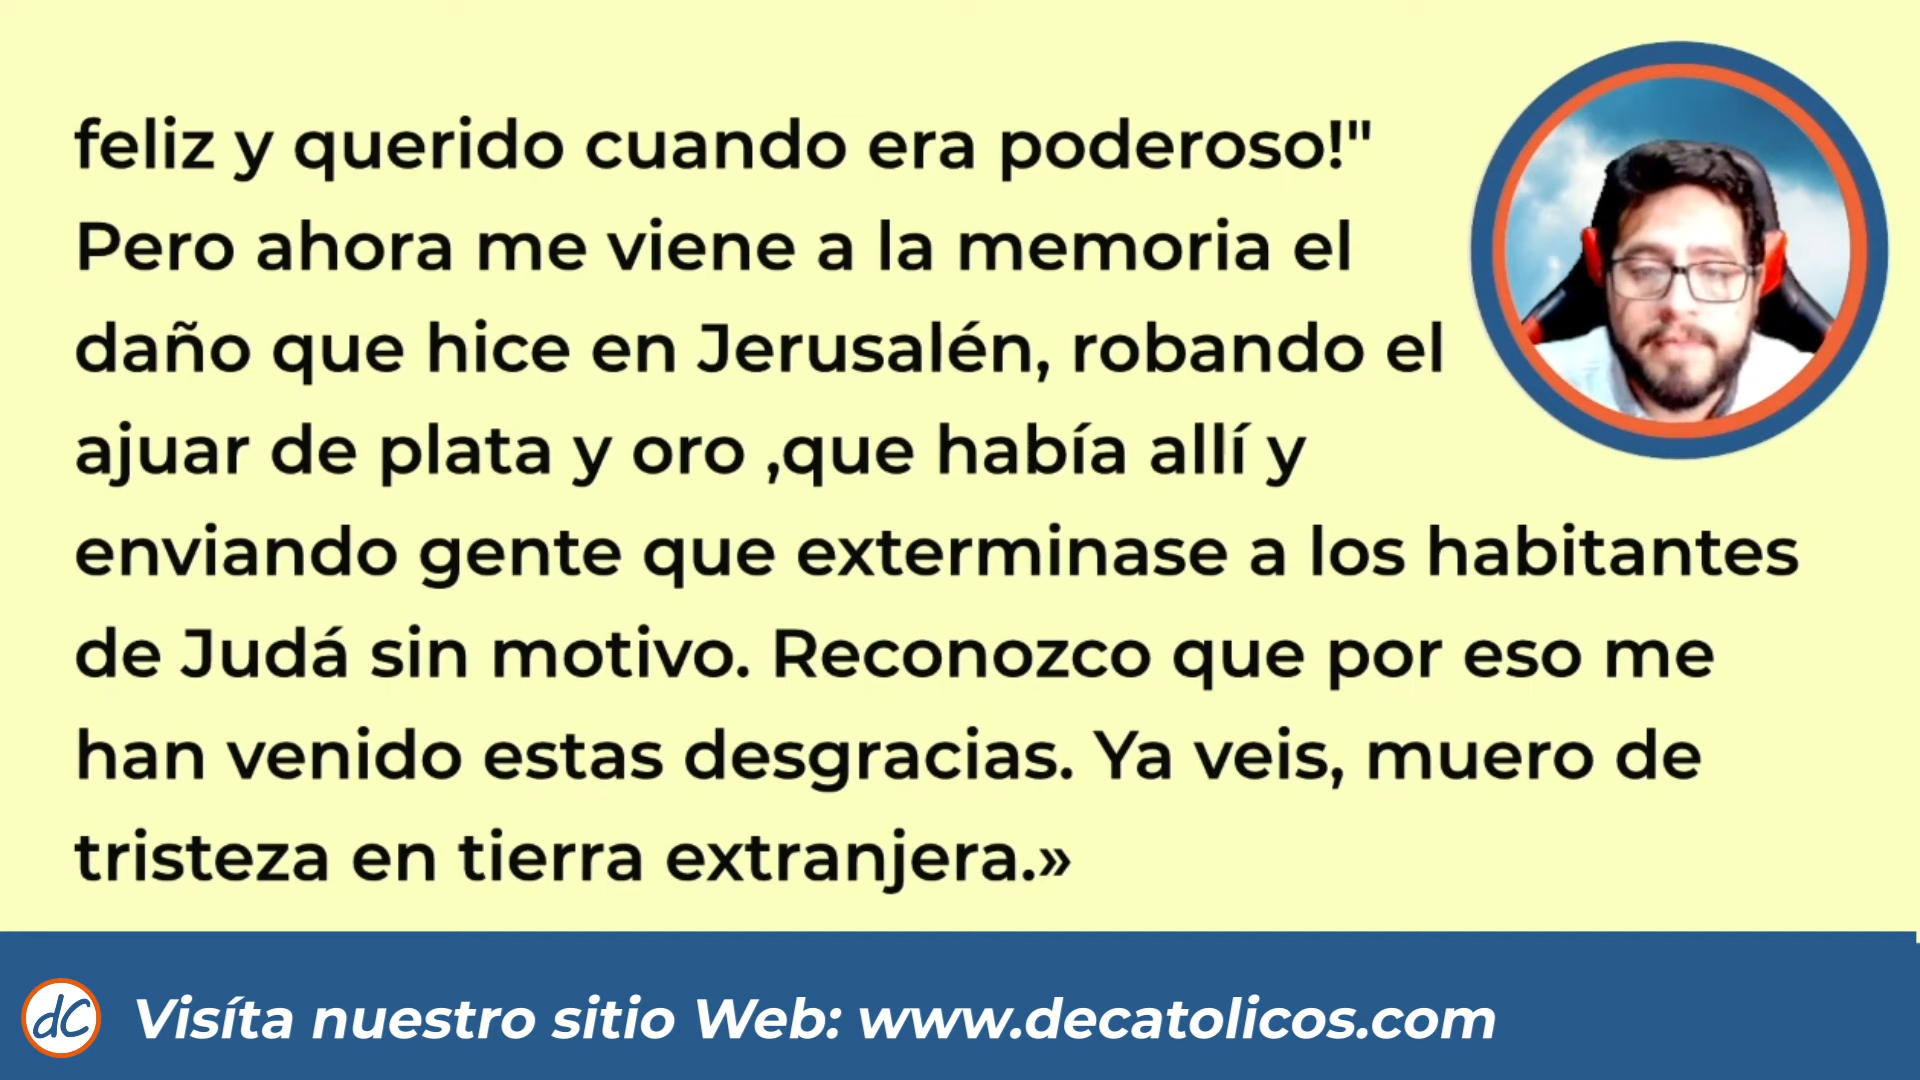 feliz y querido cuando era poderoso!"
Pero ahora me viene a la memoria el
daño que hice en Jerusalén, robando el
ajuar de plata y oro ,que había allí y
enviando gente que exterminase a los habitantes
de Judá sin motivo. Reconozco que por eso me
han venido estas desgracias. Ya veis, muero de
tristeza en tierra extranjera.»
dC Visíta nuestro sitio Web: www.decatolicos.com